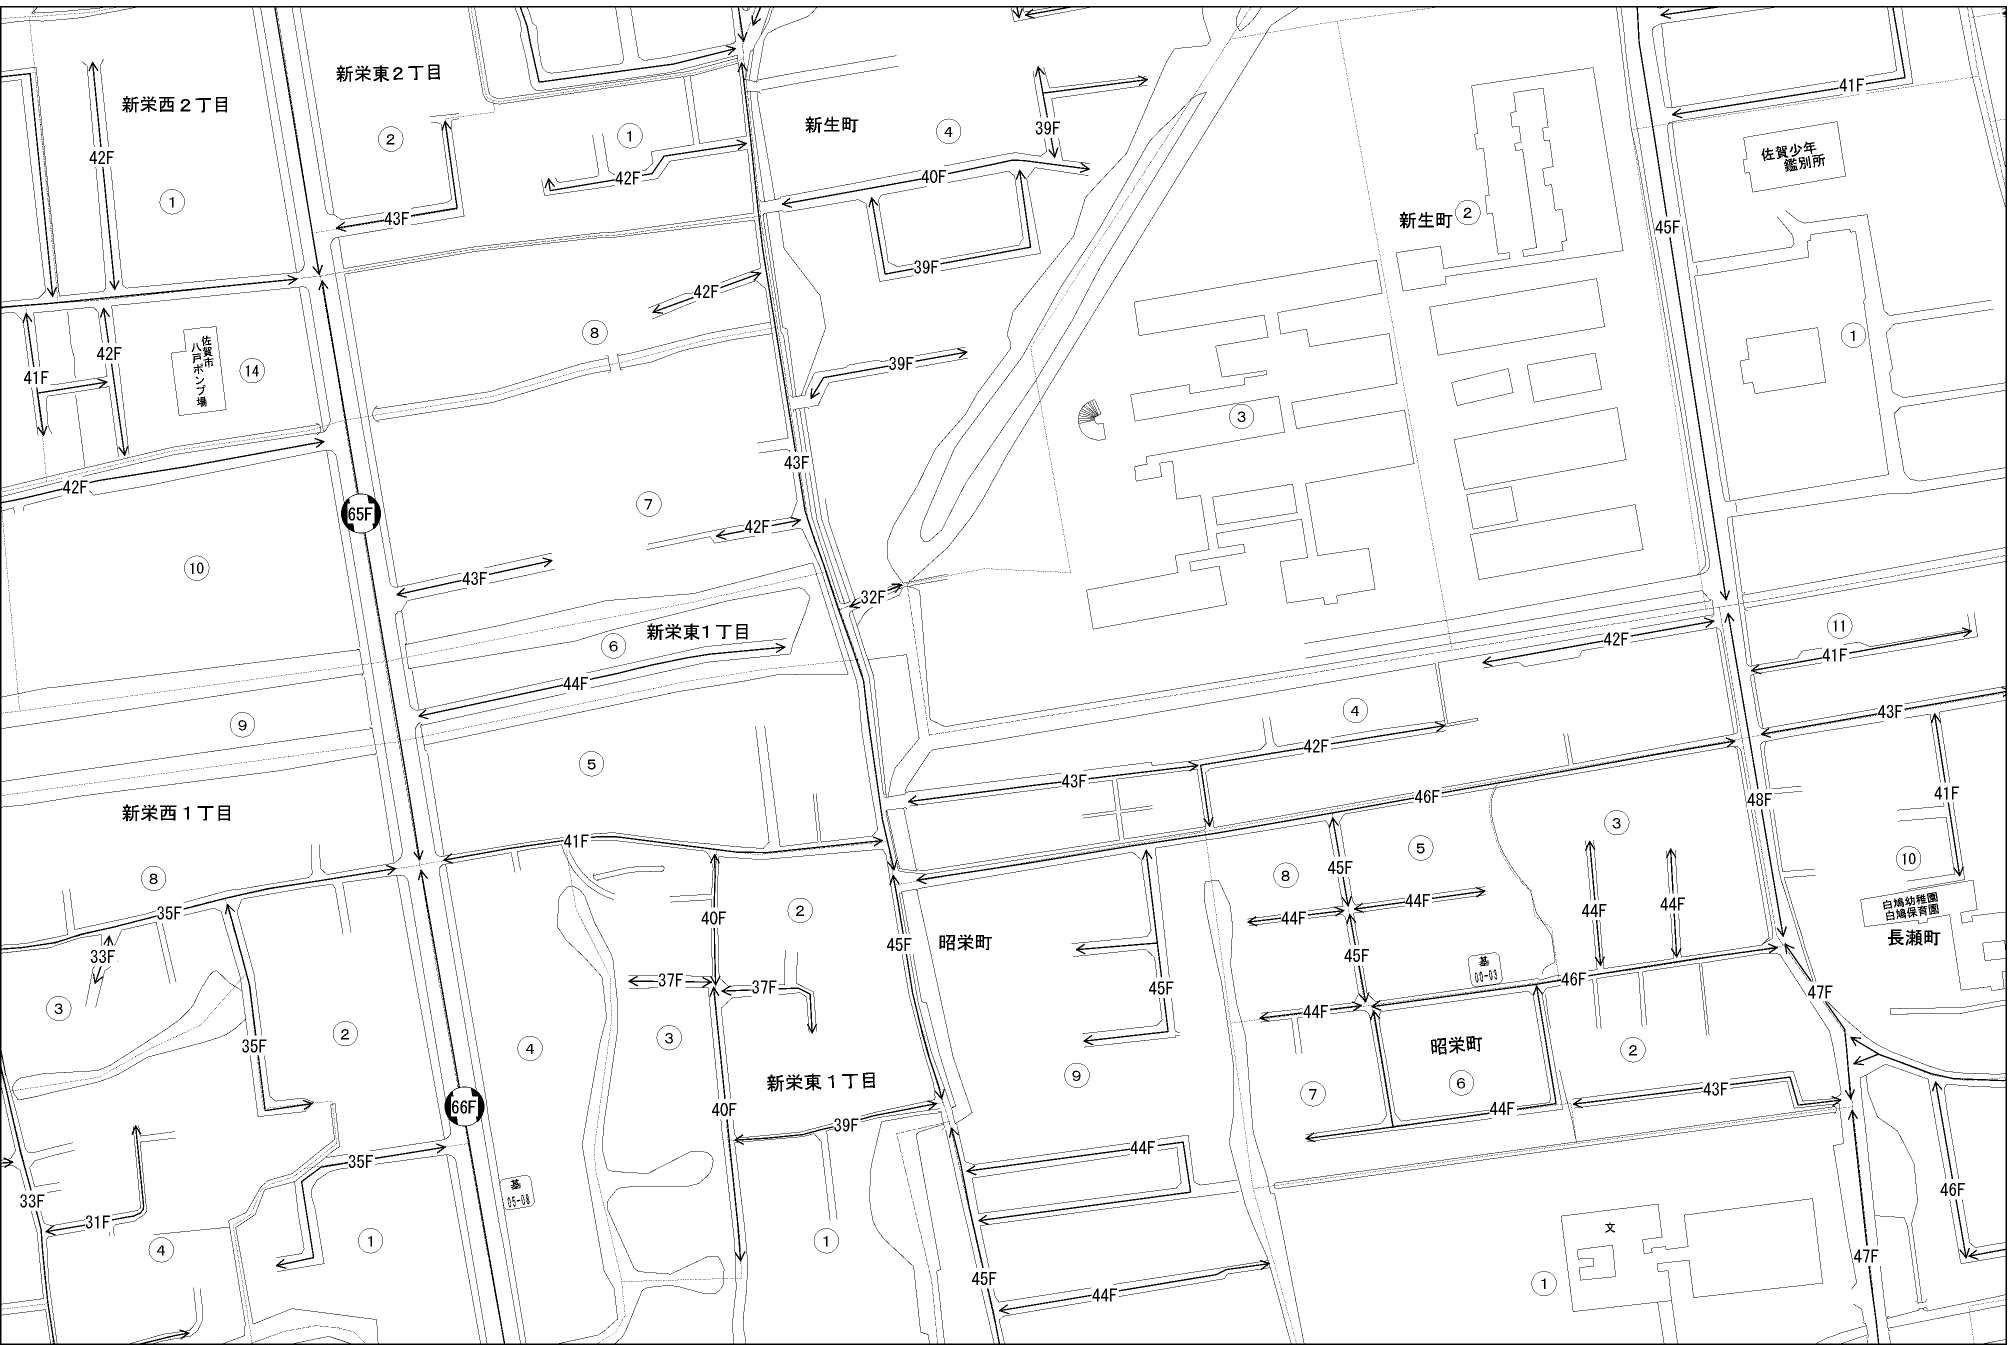 新栄東２丁目
新栄西２丁目
新生町
佐賀少年
鑑別所
新生町
42F
42F
43F
40F
39F
39F
41F
45F
42F
39F
41F
42F
佐賀市
八戸ポンプ場
①
②
①
④
②
①
⑧
⑭
③
42F
43F
65F
⑦
42F
⑩
43F
32F
新栄東１丁目
⑥
44F
42F
⑪
41F
⑨
④
43F
42F
43F
⑤
新栄西１丁目
46F
48F
41F
③
⑤
⑧
⑩
41F
⑧
35F
33F
40F
②
45F
昭栄町
45F
44F
44F
44F
44F
白鳩幼稚園
白鳩保育園
長瀬町
37F
37F
45F
45F
基
00-03
46F
47F
③
35F
②
④
③
44F
昭栄町
②
新栄東１丁目
⑨
⑦
⑥
43F
66F
40F
39F
44F
44F
35F
基
05-08
46F
33F
31F
④
①
①
文
45F
44F
①
47F